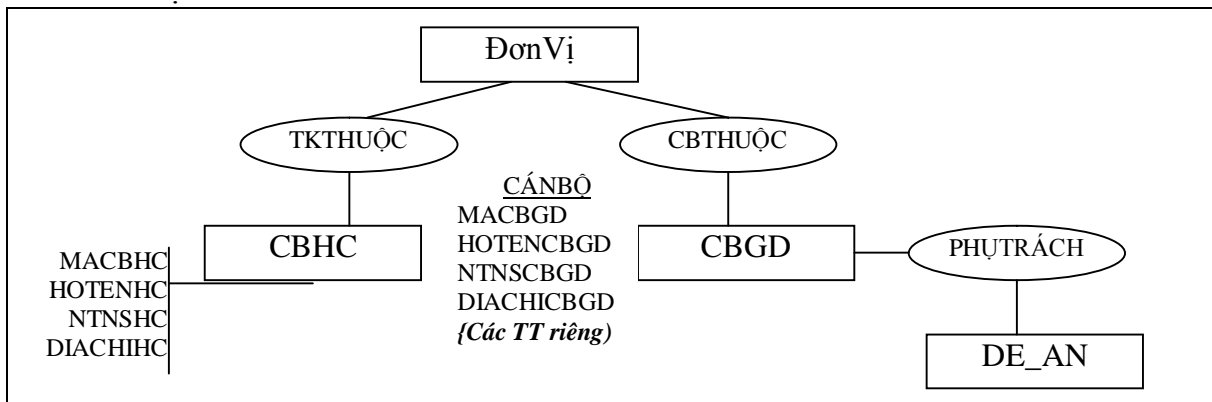 ĐơnVị
TKTHUỘC
CBTHUỘC
CBHC
MACBHC
HOTENHC
NTNSHC
DIACHIHC
CÁNBỘ
MACBGD
HOTENCBGD
NTNSCBGD
DIACHICBGD
{Các TT riêng)
CBGD
PHỤTRÁCH
DE_AN